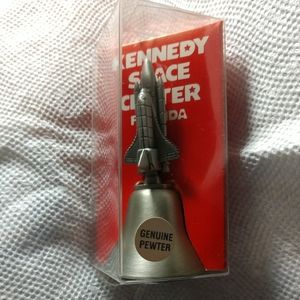 KENNEDY
SPACE
CENTER
FLORIDA
GENUINE
PEWTER